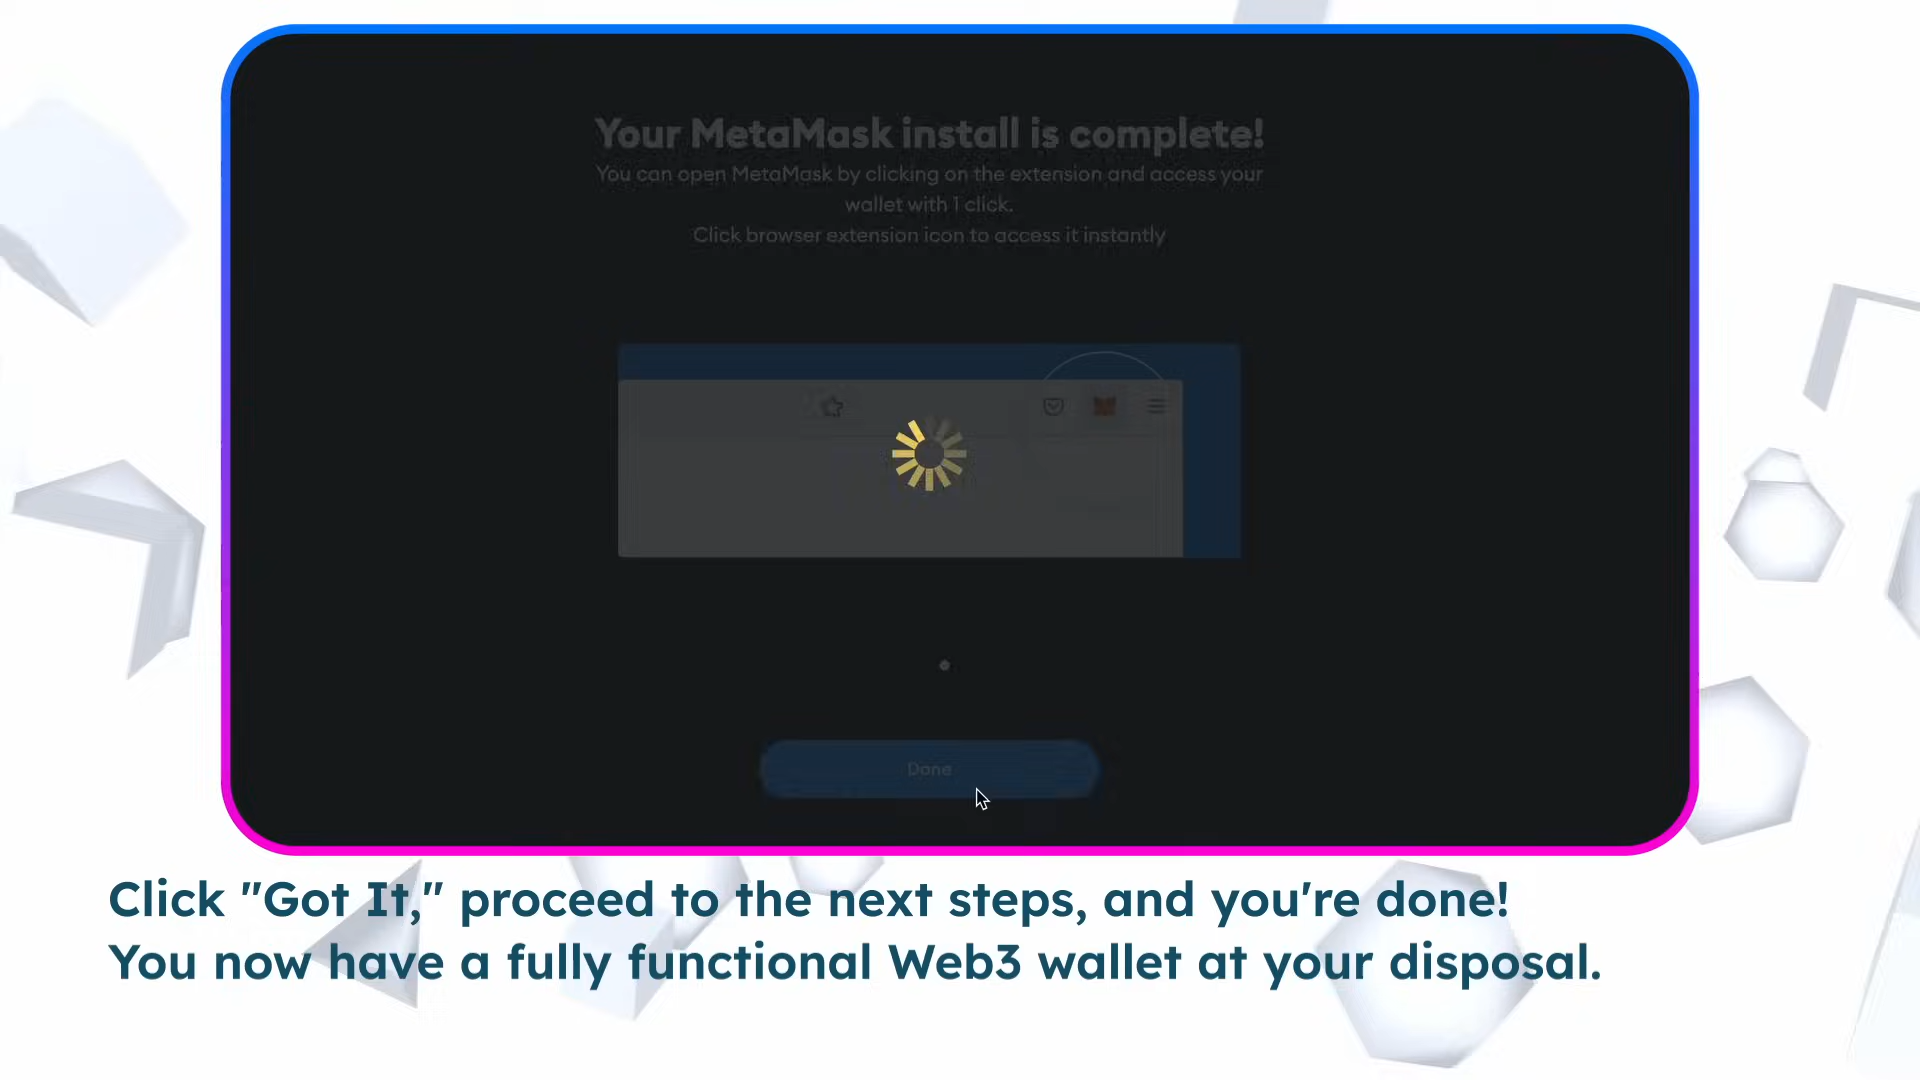 Your MetaMask install is complete!
You can open MetaMask by clicking on the extension and access your
wallet with 1 click.
Click browser extension icon to access it instantly
Done
Click "Got It," proceed to the next steps, and you're done!
You now have a fully functional Web3 wallet at your disposal.